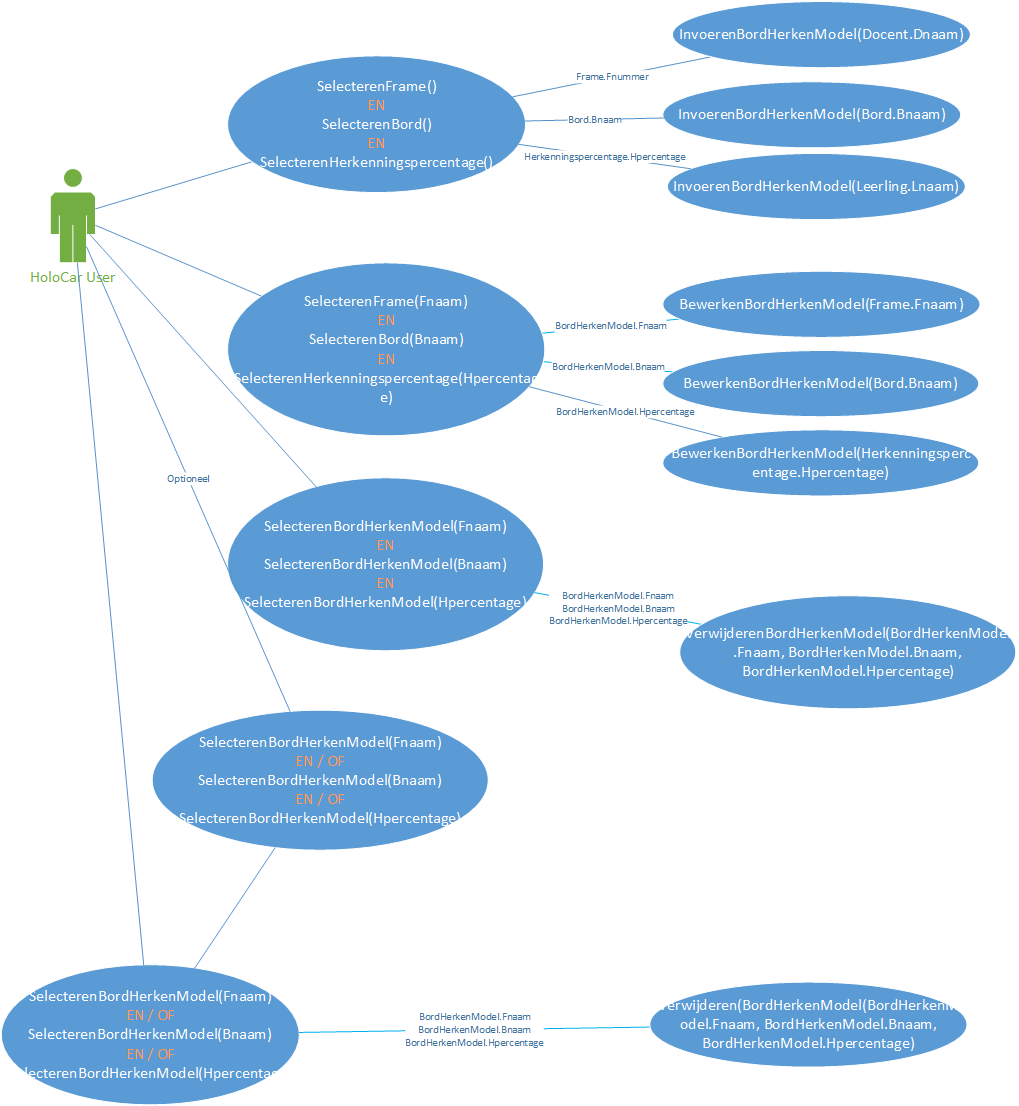 InvoerenBordHerkenModel(Docent.Dnaam)
SelecterenFrame()
EN
SelecterenBord()
EN
SelecterenHerkenningspercentage()
Frame.Fnummer
Bord.Bnaam
Herkenningspercentage.Hpercentage
InvoerenBordHerkenModel(Bord.Bnaam)
InvoerenBordHerkenModel(Leerling.Lnaam)
HoloCar User
SelecterenFrame(Fnaam)
EN
SelecterenBord(Bnaam)
EN
SelecterenHerkenningspercentage(Hpercentag
e)
BordHerkenModel.Fnaam
BordHerkenModel.Bnaam
BordHerkenModel.Hpercentage
BewerkenBordHerkenModel(Frame.Fnaam)
BewerkenBordHerkenModel(Bord.Bnaam)
BewerkenBordHerkenModel(Herkenningsperc
entage.Hpercentage)
Optioneel
SelecterenBordHerkenModel(Fnaam)
EN
SelecterenBordHerkenModel(Bnaam)
EN
SelecterenBordHerkenModel(Hpercentage)
BordHerkenModel.Fnaam
BordHerkenModel.Bnaam
BordHerkenModel.Hpercentage
VerwijderenBordHerkenModel(BordHerkenModel
.Fnaam, BordHerkenModel.Bnaam,
BordHerkenModel.Hpercentage)
SelecterenBordHerkenModel(Fnaam)
EN / OF
SelecterenBordHerkenModel(Bnaam)
EN / OF
SelecterenBordHerkenModel(Hpercentage)
SelecterenBordHerkenModel(Fnaam)
EN / OF
SelecterenBordHerkenModel(Bnaam)
EN / OF
SelecterenBordHerkenModel(Hpercentage)
BordHerkenModel.Fnaam
BordHerkenModel.Bnaam
BordHerkenModel.Hpercentage
Verwijderen(BordHerkenModel(BordHerkenM
odel.Fnaam, BordHerkenModel.Bnaam,
BordHerkenModel.Hpercentage)